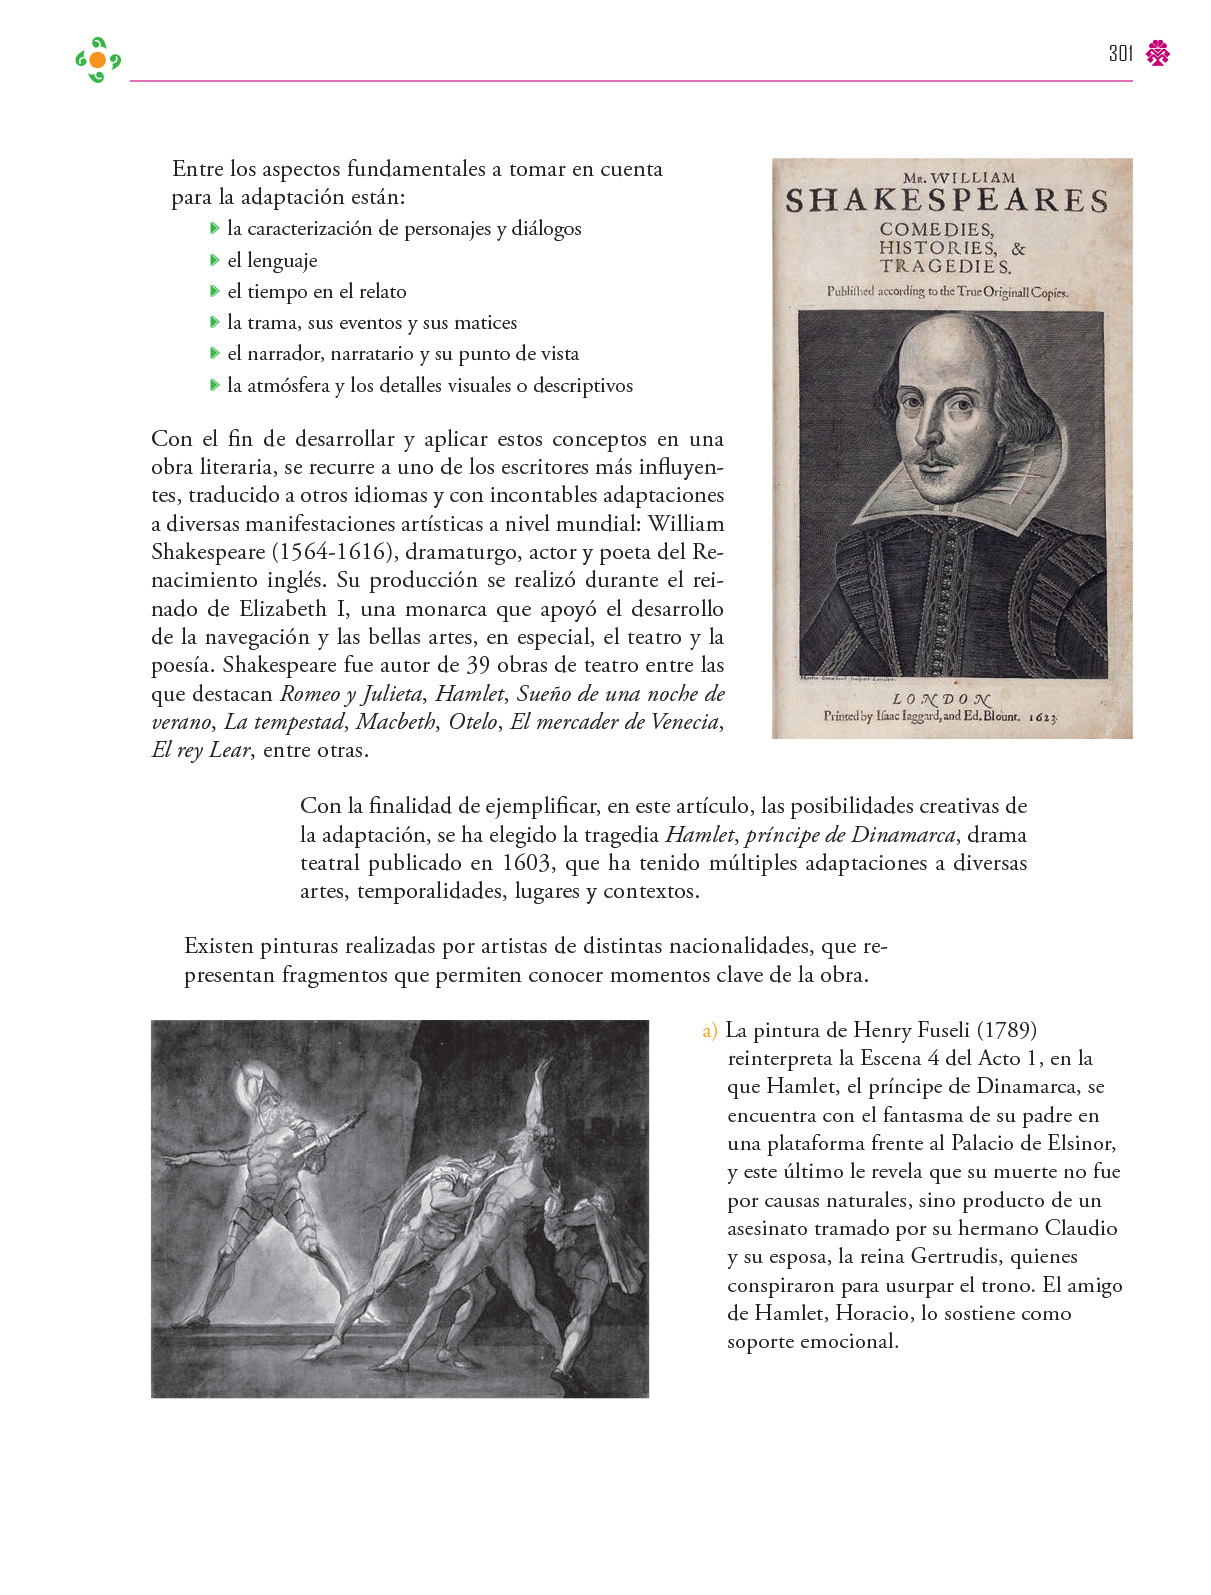 301
Entre los aspectos fundamentales a tomar en cuenta
para la adaptación están:
la caracterización de personajes y diálogos
el lenguaje
el tiempo en el relato
la trama, sus eventos y sus matices
el narrador, narratario y su punto de vista
la atmósfera y los detalles visuales o descriptivos
Con el fin de desarrollar y aplicar estos conceptos en una
obra literaria, se recurre a uno de los escritores más influyen-
tes, traducido a otros idiomas y con incontables adaptaciones
a diversas manifestaciones artísticas a nivel mundial: William
Shakespeare (1564-1616), dramaturgo, actor y poeta del Re-
nacimiento inglés. Su producción se realizó durante el rei-
nado de Elizabeth I, una monarca que apoyó el desarrollo
de la navegación y las bellas artes, en especial, el teatro y la
poesía. Shakespeare fue autor de 39 obras de teatro entre las
que destacan Romeo y Julieta, Hamlet, Sueño de una noche de
verano, La tempestad, Macbeth, Otelo, El mercader de Venecia,
El rey Lear, entre otras.
Mr. WILLIAM
SHAKESPEARES
COMEDIES,
HISTORIES, &
TRAGEDIES.
Published according to the True Originall Copies.
LONDON
Printed by Isaac Iaggard, and Ed. Blount. 1623.
Con la finalidad de ejemplificar, en este artículo, las posibilidades creativas de
la adaptación, se ha elegido la tragedia Hamlet, príncipe de Dinamarca, drama
teatral publicado en 1603, que ha tenido múltiples adaptaciones a diversas
artes, temporalidades, lugares y contextos.
Existen pinturas realizadas por artistas de distintas nacionalidades, que re-
presentan fragmentos que permiten conocer momentos clave de la obra.
a) La pintura de Henry Fuseli (1789)
reinterpreta la Escena 4 del Acto 1, en la
que Hamlet, el príncipe de Dinamarca, se
encuentra con el fantasma de su padre en
una plataforma frente al Palacio de Elsinor,
y este último le revela que su muerte no fue
por causas naturales, sino producto de un
asesinato tramado por su hermano Claudio
y su esposa, la reina Gertrudis, quienes
conspiraron para usurpar el trono. El amigo
de Hamlet, Horacio, lo sostiene como
soporte emocional.